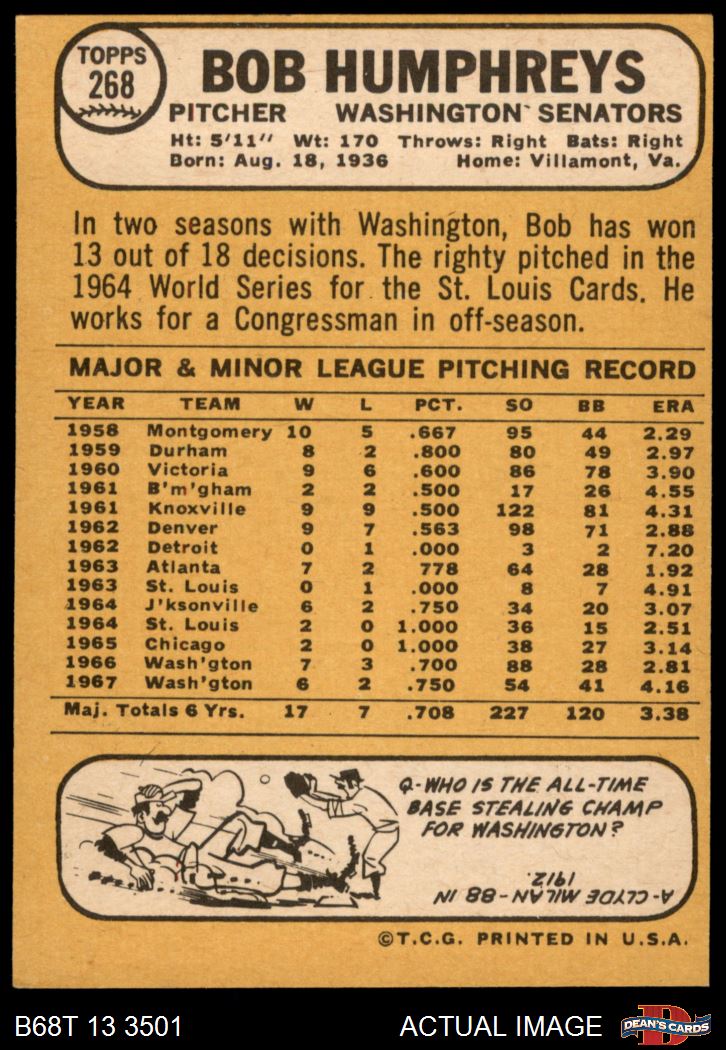 TOPPS
268
BOB HUMPHREYS
PITCHER WASHINGTON SENATORS
Ht: 5'11" Wt: 170 Throws: Right Bats: Right
Born: Aug. 18, 1936 Home: Villamont, Va.
In two seasons with Washington, Bob has won
13 out of 18 decisions. The righty pitched in the
1964 World Series for the St. Louis Cards. He
works for a Congressman in off-season.
MAJOR & MINOR LEAGUE PITCHING RECORD
YEAR TEAM W L PCT. SO BB ERA
1958 Montgomery 10 5 .667 95 44 2.29
1959 Durham 8 2 .800 80 49 2.97
1960 Victoria 9 6 .600 86 78 3.90
1961 B'm'gham 2 2 .500 17 26 4.55
1961 Knoxville 9 9 .500 122 81 4.31
1962 Denver 9 7 .563 98 71 2.88
1962 Detroit 0 1 .000 3 2 7.20
1963 Atlanta 7 2 778 64 28 1.92
1963 St. Louis 0 1 .000 8 7 4.91
1964 J'ksonville 6 2 .750 34 20 3.07
1964 St. Louis 2 0 1.000 36 15 2.51
1965 Chicago 2 0 1.000 38 27 3.14
1966 Wash'gton 7 3 .700 88 28 2.81
1967 Wash'gton 6 2 .750 54 41 4.16
Maj. Totals 6 Yrs. 17 7 .708 227 120 3.38
Q-WHO IS THE ALL-TIME
BASE STEALING CHAMP
FOR WASHINGTON?
A-CLYDE MILAN-88 IN
1912.
©T.C.G. PRINTED IN U.S.A.
B68T 13 3501 ACTUAL IMAGE
DEAN'S CARDS